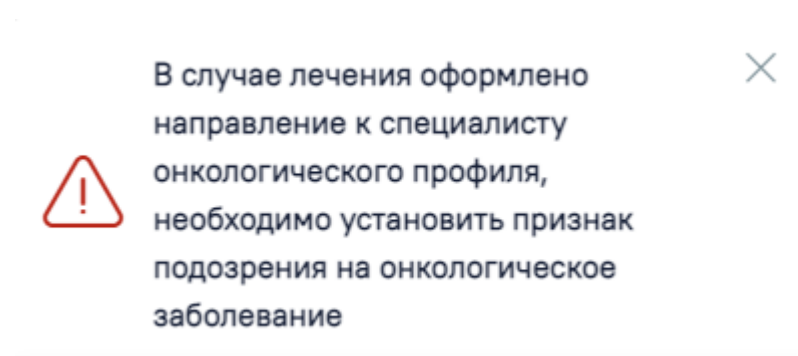 В случае лечения оформлено
направление к специалисту
онкологического профиля,
необходимо установить признак
подозрения на онкологическое
заболевание